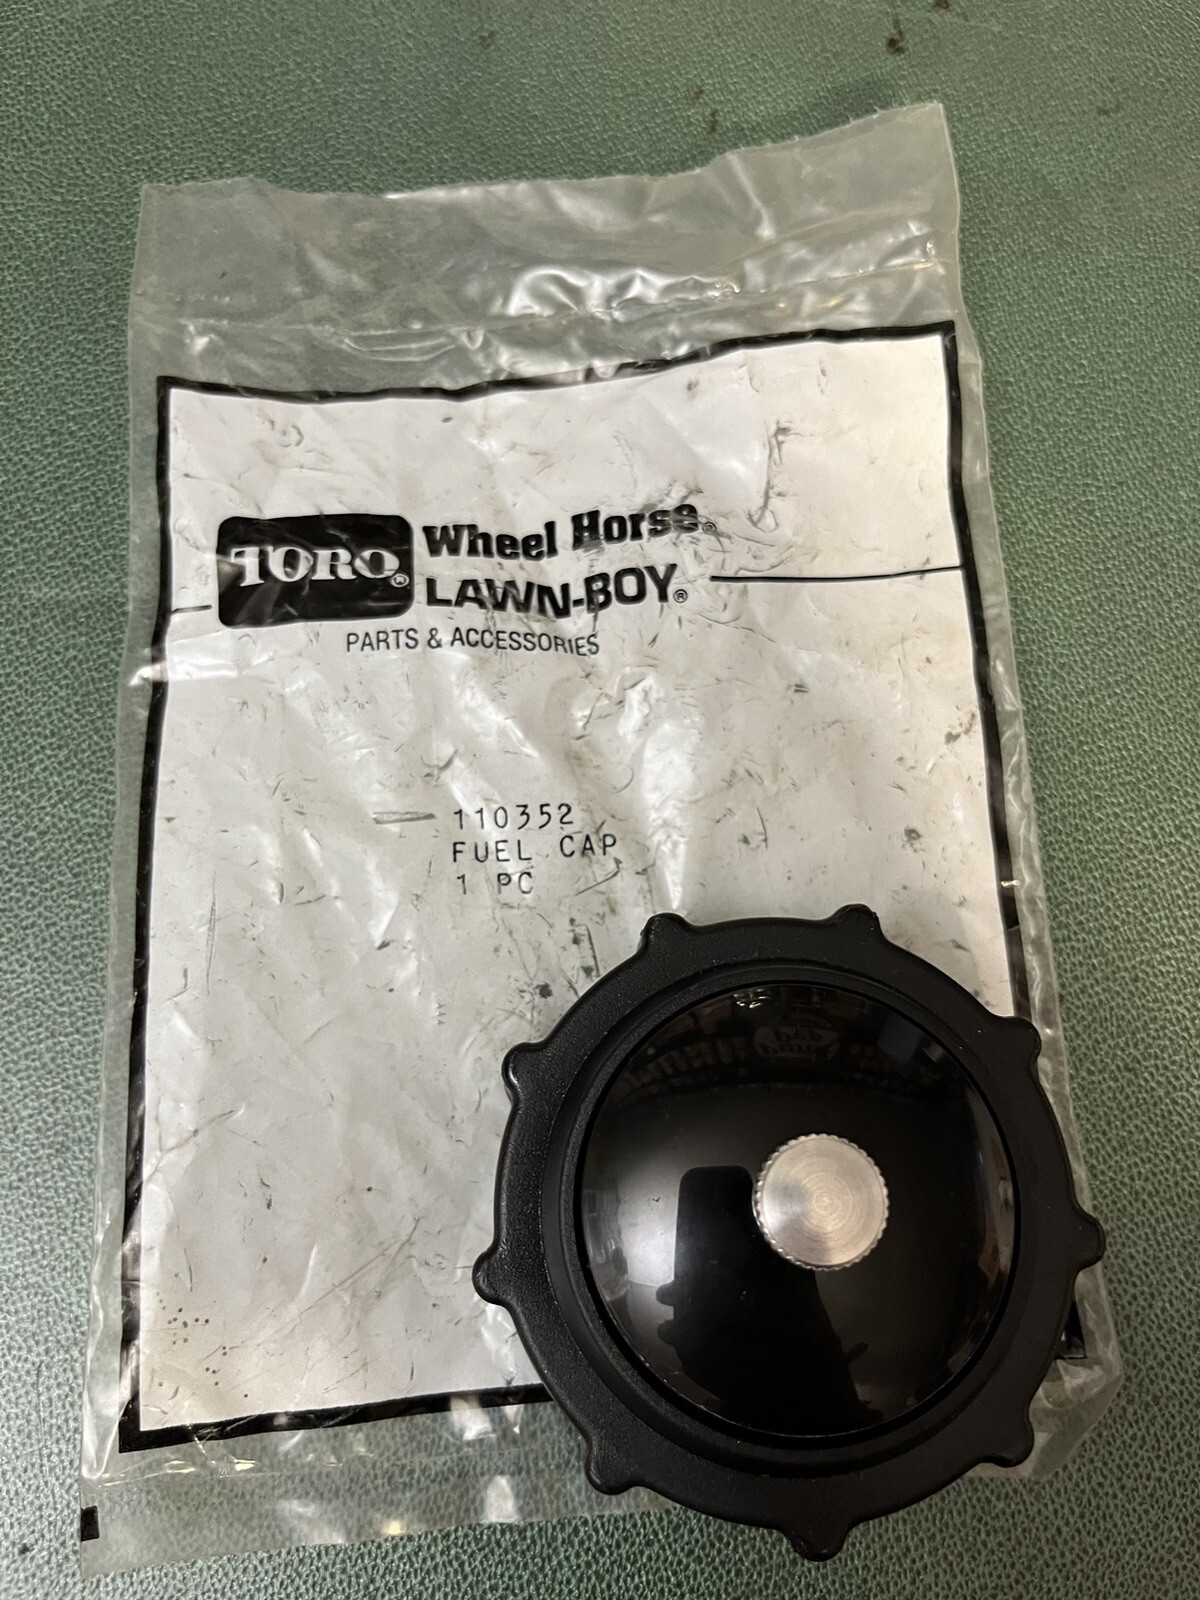 TORO® Wheel Horse®
LAWN-BOY®
PARTS & ACCESSORIES
110352
FUEL CAP
1 PC